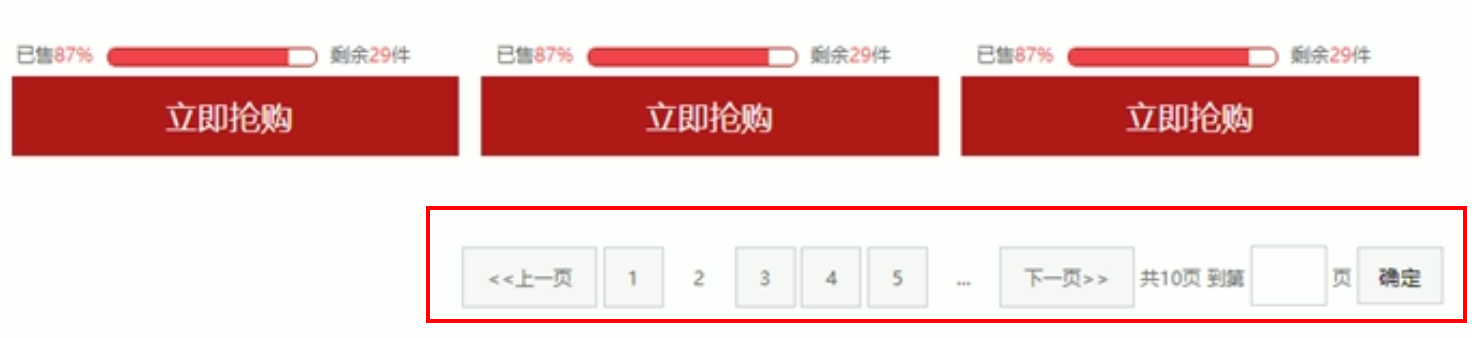 已售87% 剩余29件 已售87% 剩余29件 已售87% 剩余29件
立即抢购 立即抢购 立即抢购
<<上一页 1 2 3 4 5 ... 下一页>> 共10页 到第 页 确定